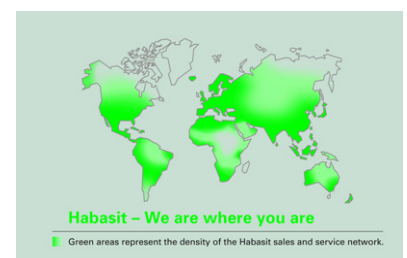 Habasit – We are where you are
Green areas represent the density of the Habasit sales and service network.